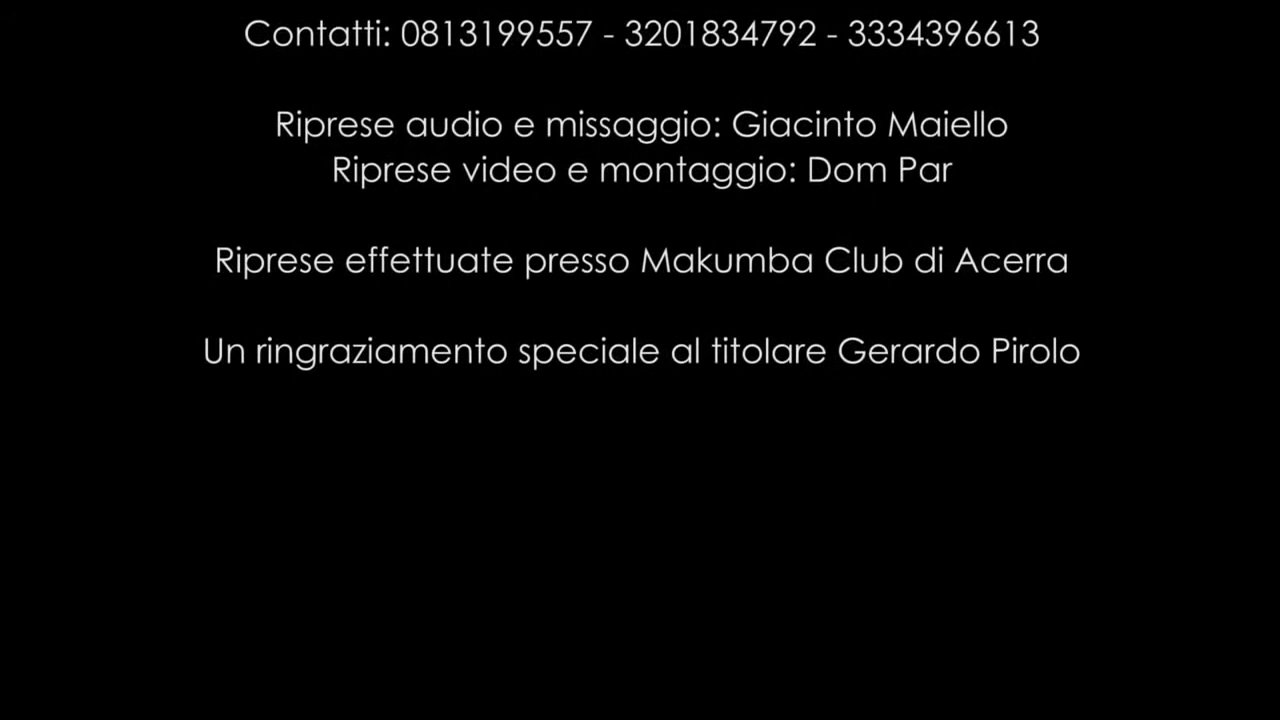 Contatti: 0813199557 - 3201834792 - 3334396613
Riprese audio e missaggio: Giacinto Maiello
Riprese video e montaggio: Dom Par
Riprese effettuate presso Makumba Club di Acerra
Un ringraziamento speciale al titolare Gerardo Pirolo